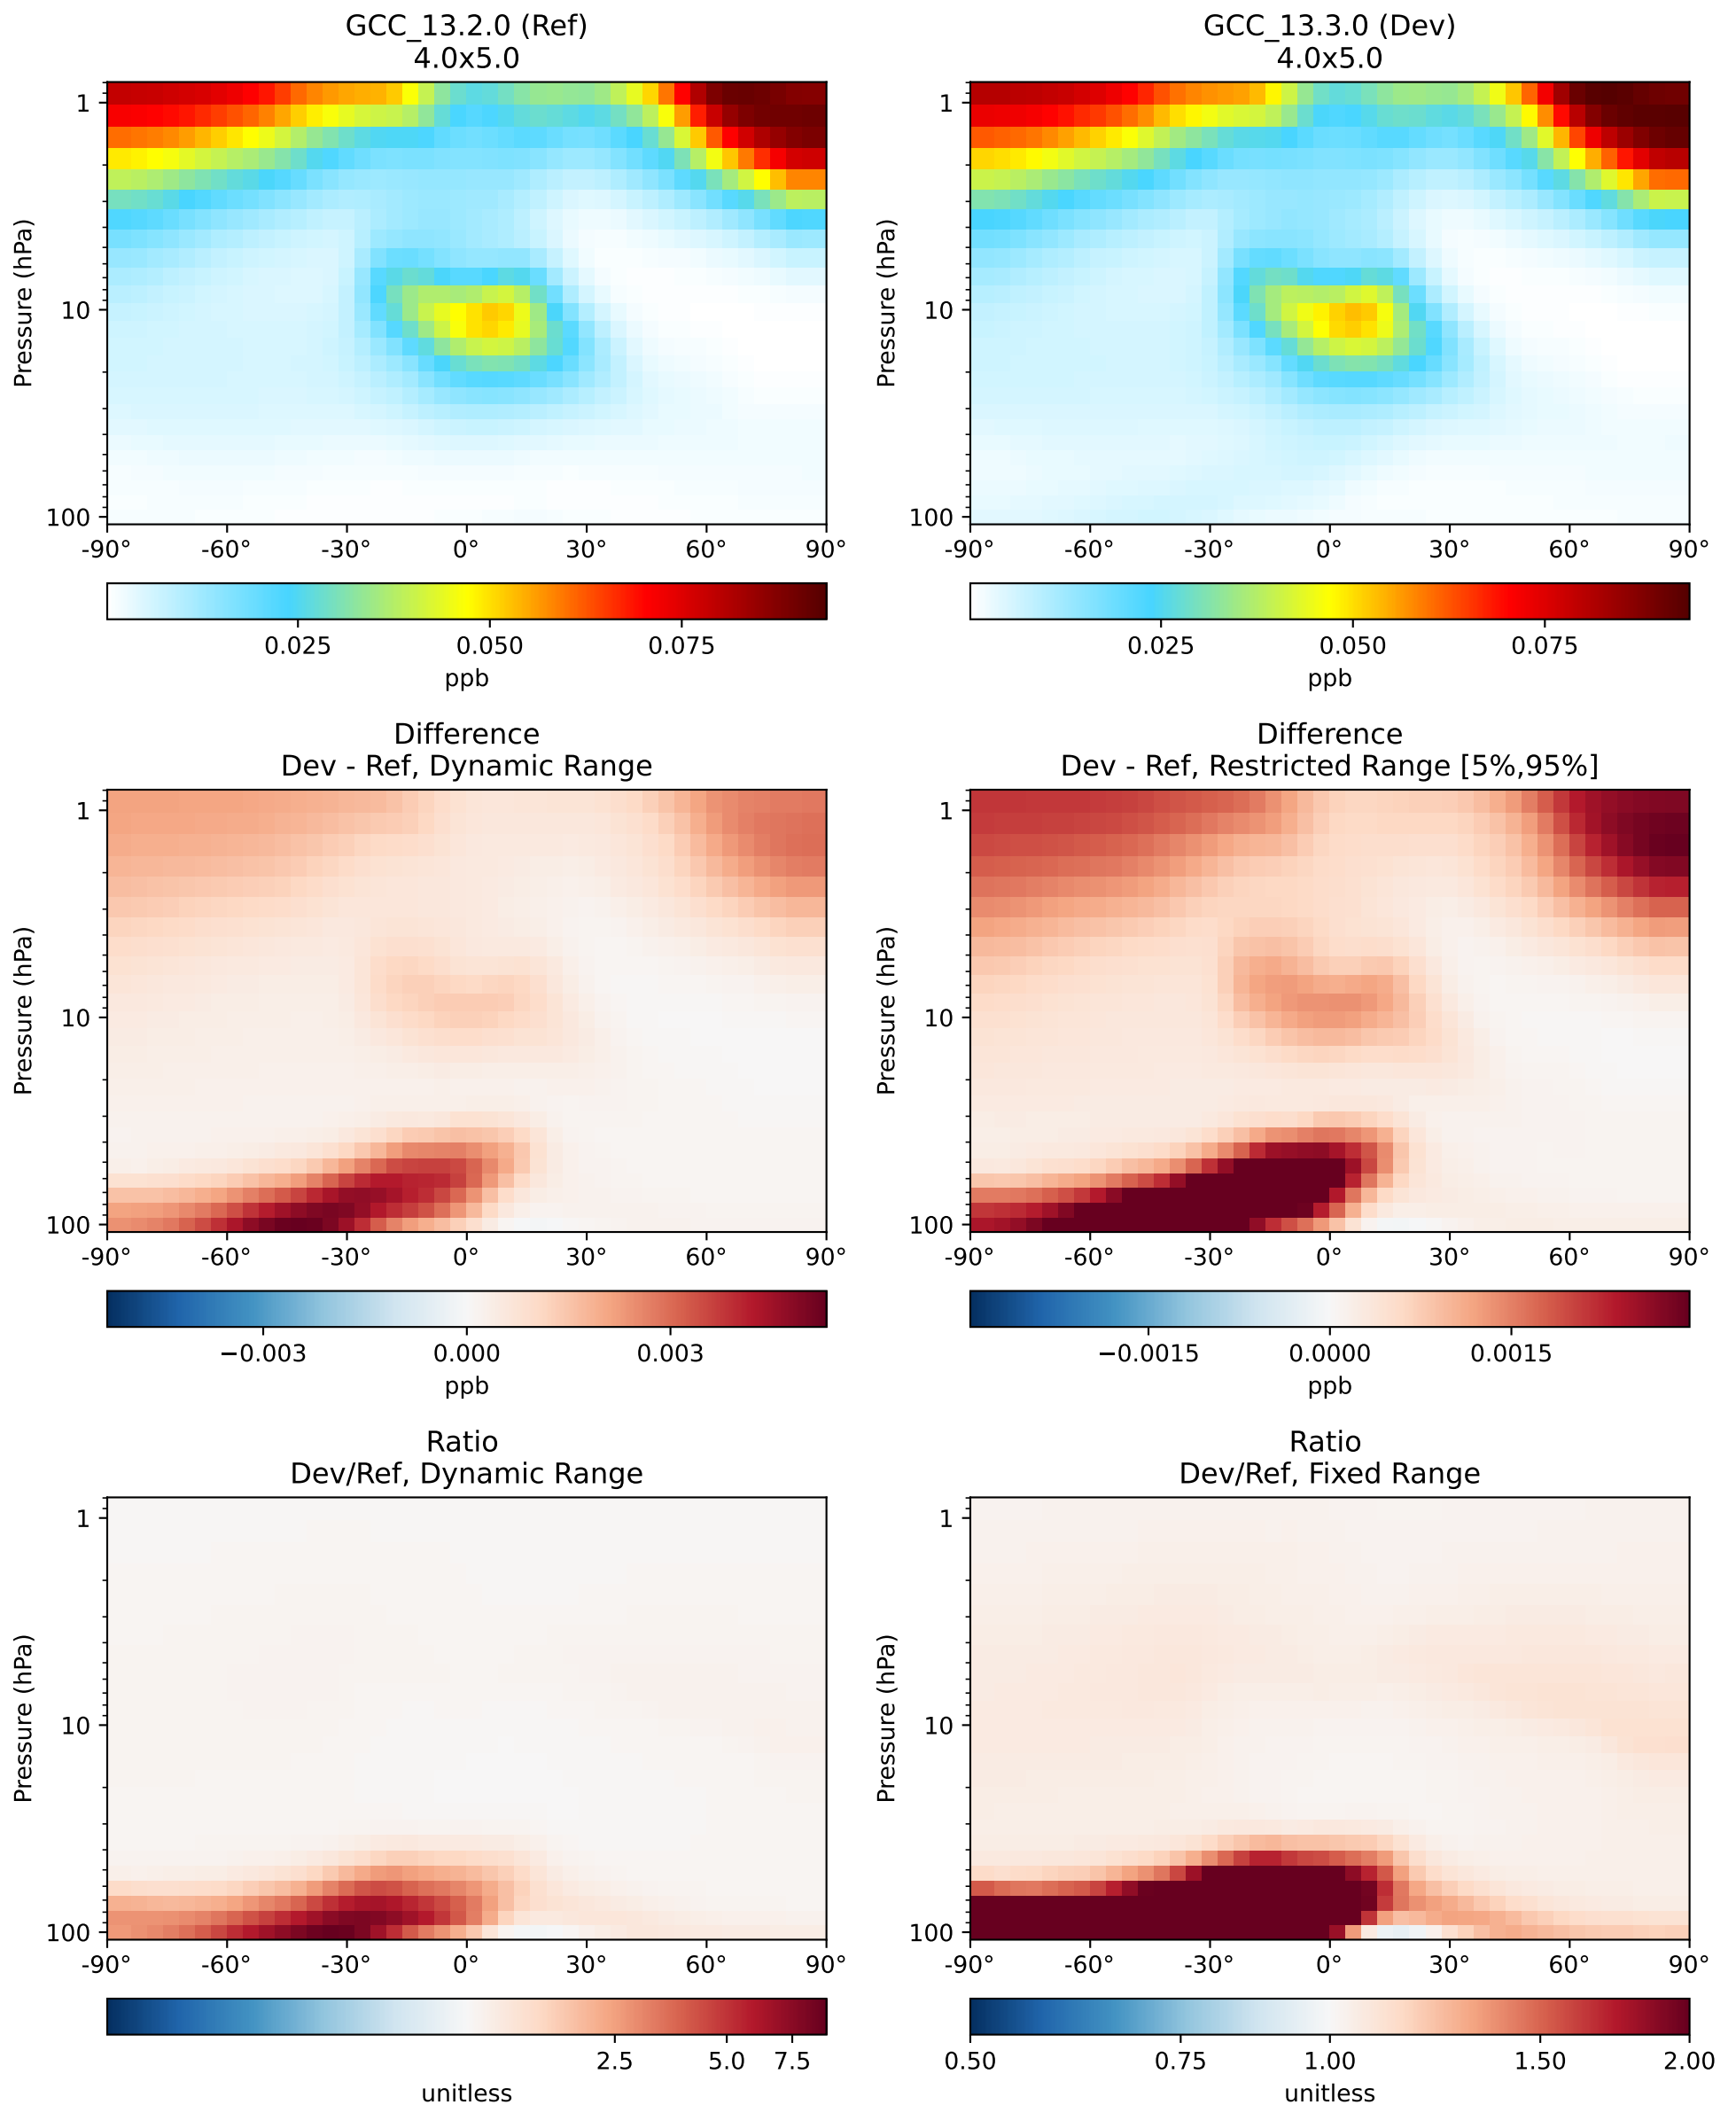 GCC_13.2.0 (Ref)
4.0x5.0
Pressure (hPa)
1
10
100
-90° -60° -30° 0° 30° 60° 90°
0.025 0.050 0.075
ppb
GCC_13.3.0 (Dev)
4.0x5.0
Pressure (hPa)
1
10
100
-90° -60° -30° 0° 30° 60° 90°
0.025 0.050 0.075
ppb
Difference
Dev - Ref, Dynamic Range
Pressure (hPa)
1
10
100
-90° -60° -30° 0° 30° 60° 90°
−0.003 0.000 0.003
ppb
Difference
Dev - Ref, Restricted Range [5%,95%]
Pressure (hPa)
1
10
100
-90° -60° -30° 0° 30° 60° 90°
−0.0015 0.0000 0.0015
ppb
Ratio
Dev/Ref, Dynamic Range
Pressure (hPa)
1
10
100
-90° -60° -30° 0° 30° 60° 90°
2.5 5.0 7.5
unitless
Ratio
Dev/Ref, Fixed Range
Pressure (hPa)
1
10
100
-90° -60° -30° 0° 30° 60° 90°
0.50 0.75 1.00 1.50 2.00
unitless